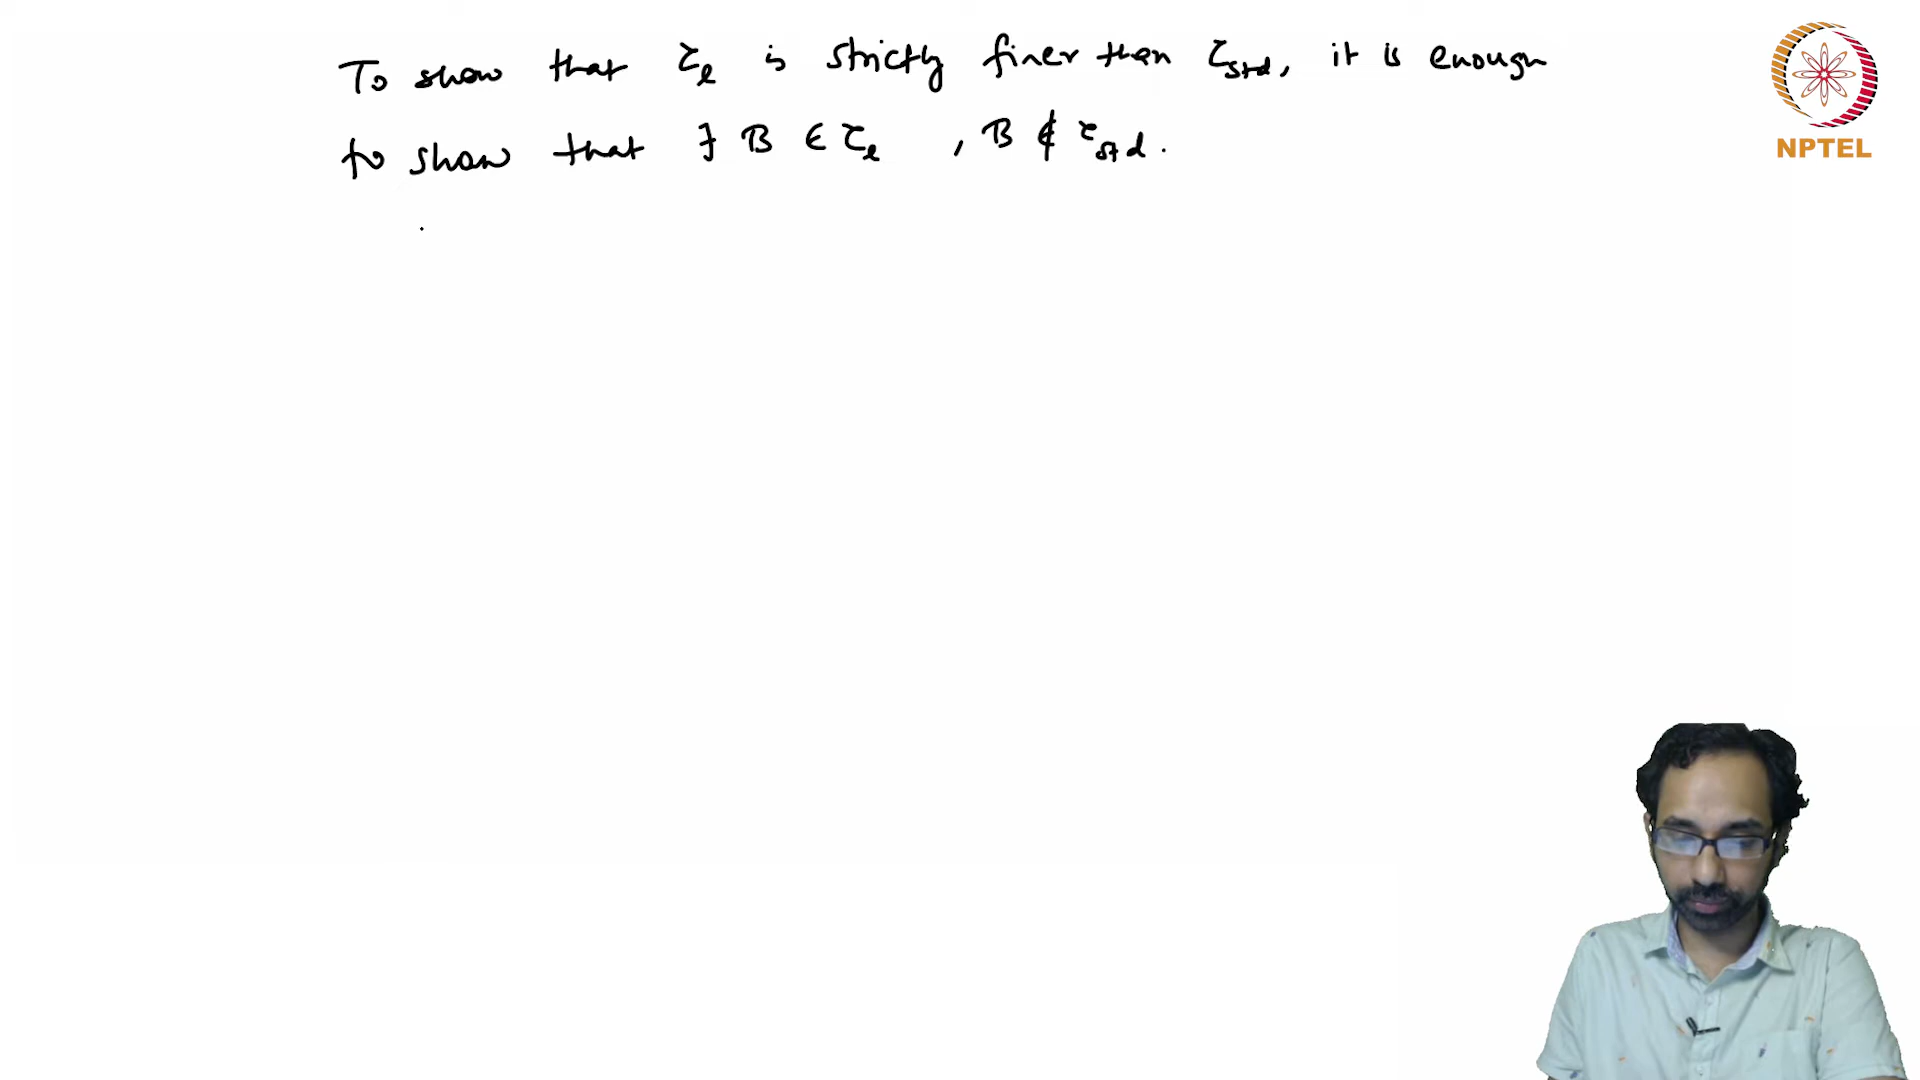 To show that τ_l is strictly finer than τ_std, it is enough
to show that ∃ B ∈ τ_l , B ∉ τ_std.
NPTEL